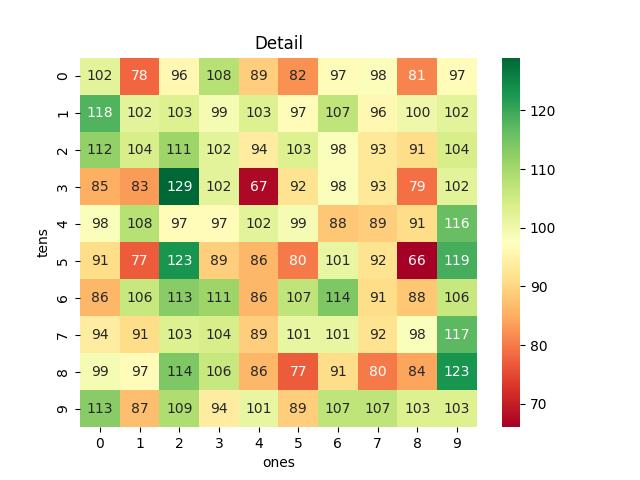 Detail
tens
0 102 78 96 108 89 82 97 98 81 97
1 118 102 103 99 103 97 107 96 100 102
2 112 104 111 102 94 103 98 93 91 104
3 85 83 129 102 67 92 98 93 79 102
4 98 108 97 97 102 99 88 89 91 116
5 91 77 123 89 86 80 101 92 66 119
6 86 106 113 111 86 107 114 91 88 106
7 94 91 103 104 89 101 101 92 98 117
8 99 97 114 106 86 77 91 80 84 123
9 113 87 109 94 101 89 107 107 103 103
0 1 2 3 4 5 6 7 8 9
ones
120
110
100
90
80
70